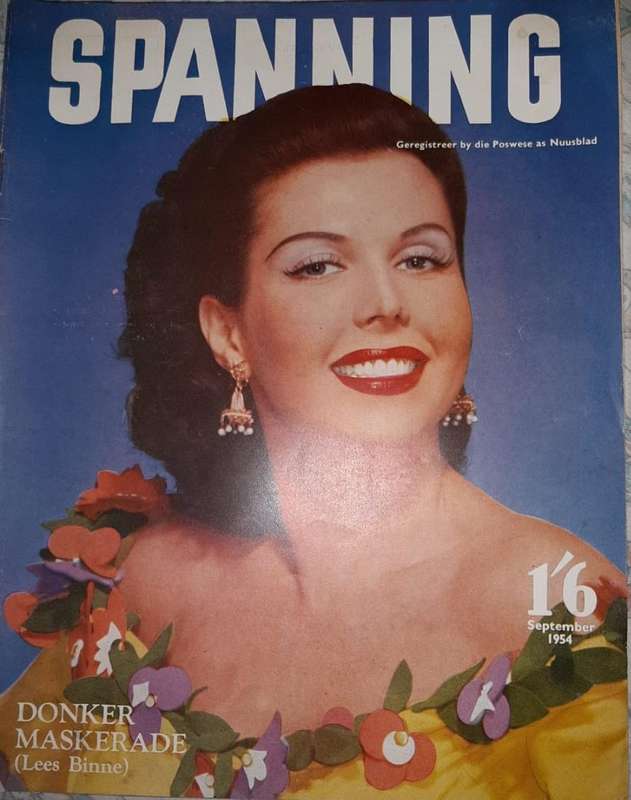 SPANNING
Geregistreer by die Poswese as Nuusblad
1'6
September
1954
DONKER
MASKERADE
(Lees Binne)